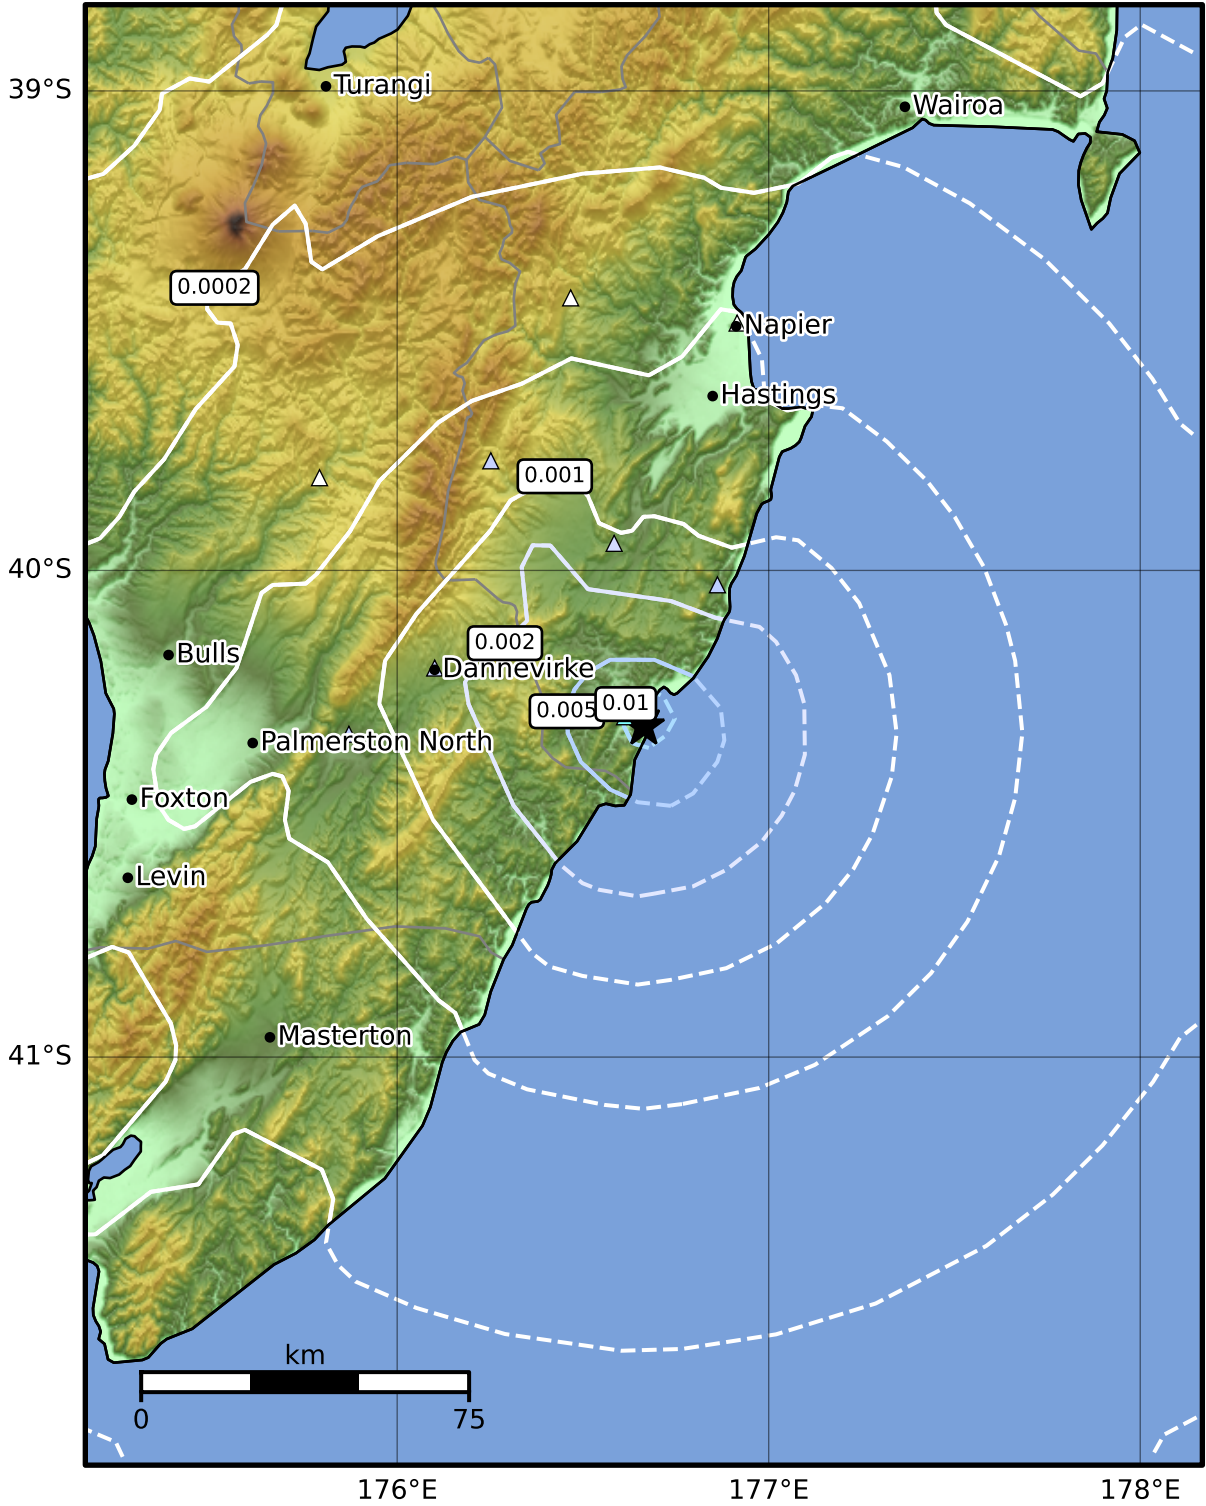 39°S
Turangi
Wairoa
0.0002
Napier
Hastings
0.001
40°S
0.002
Bulls
Dannevirke
0.005
0.01
Palmerston North
Foxton
Levin
Masterton
41°S
km
0
75
176°E
177°E
178°E